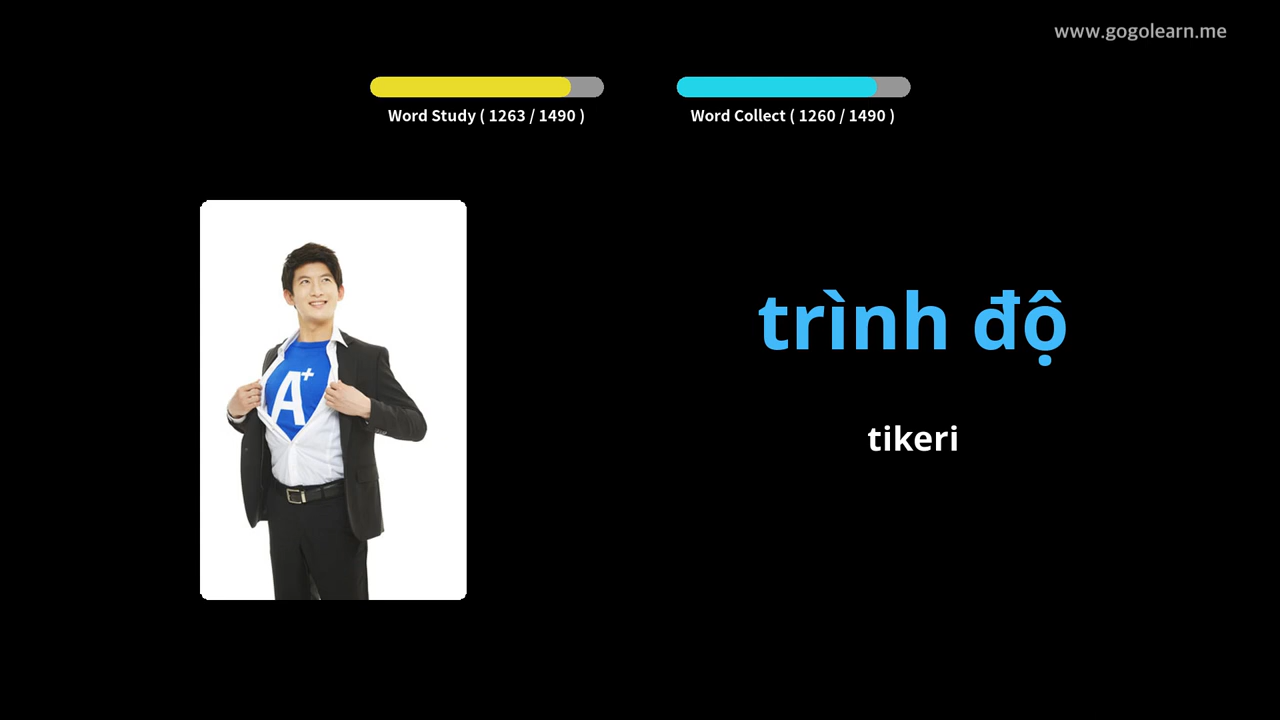 www.gogolearn.me
Word Study ( 1263 / 1490 )
Word Collect ( 1260 / 1490 )
A+
trình độ
tikeri